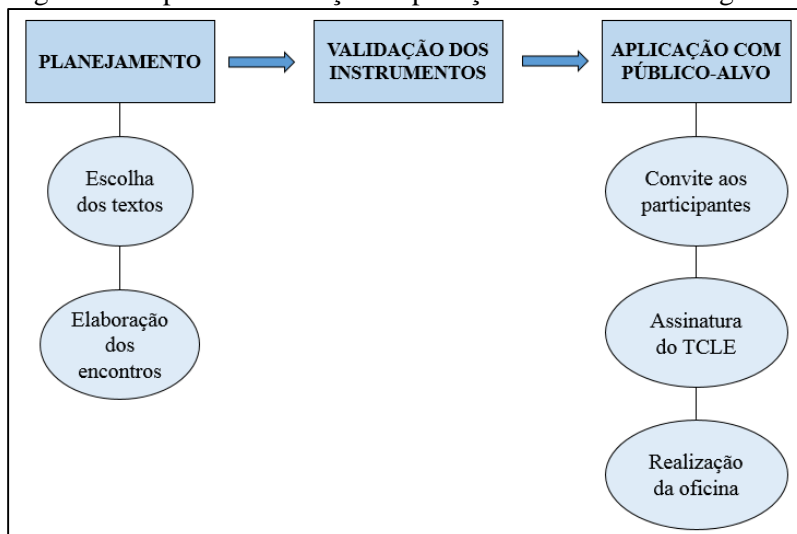 PLANEJAMENTO
VALIDAÇÃO DOS
INSTRUMENTOS
APLICAÇÃO COM
PÚBLICO-ALVO
Escolha
dos textos
Elaboração
dos
encontros
Convite aos
participantes
Assinatura
do TCLE
Realização
da oficina